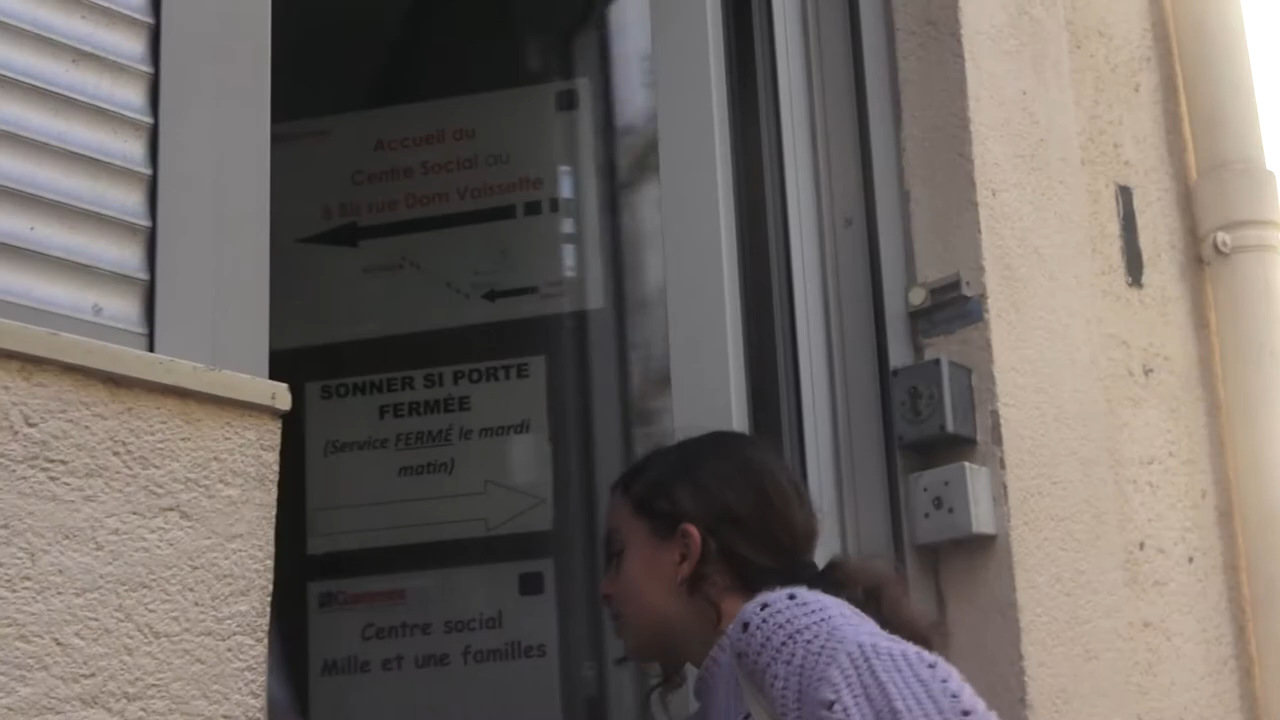 Accueil du
Centre Social au
6 Bis rue Dom Vaissette
SONNER SI PORTE
FERMÉE
(Service FERMÉ le mardi
matin)
Centre social
Mille et une familles